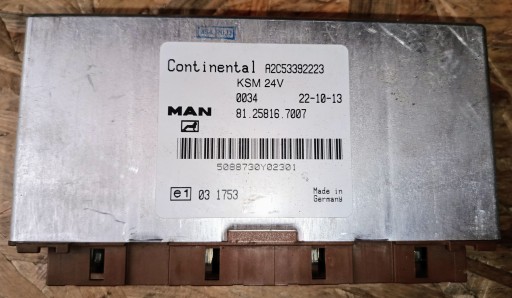 Continental A2C53392223
KSM 24V
0034 22-10-13
MAN 81.25816.7007
5088730Y02301
e1 03 1753
Made in
Germany